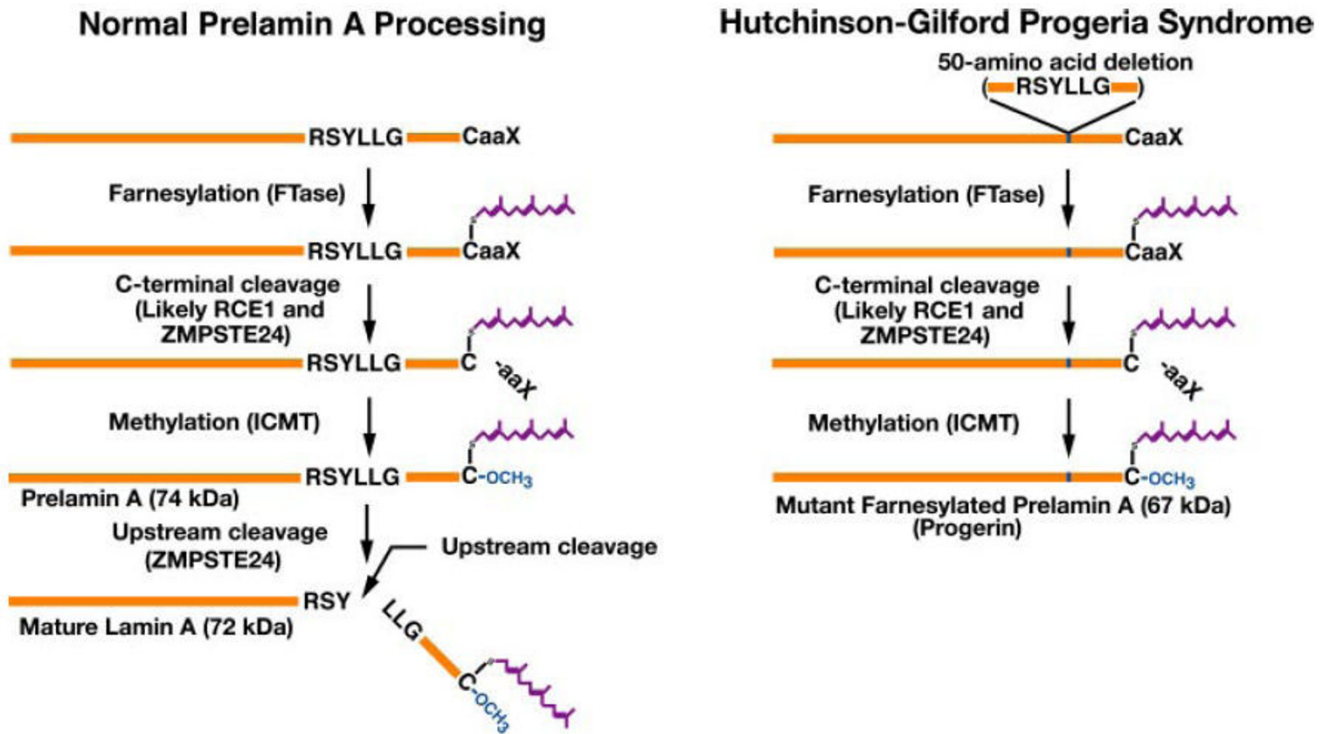 Normal Prelamin A Processing
RSYLLG CaaX
Farnesylation (FTase)
S
RSYLLG CaaX
C-terminal cleavage
(Likely RCE1 and
ZMPSTE24)
S
RSYLLG C -aaX
Methylation (ICMT)
S
RSYLLG C-OCH3
Prelamin A (74 kDa)
Upstream cleavage
(ZMPSTE24)
Upstream cleavage
RSY
LLG
Mature Lamin A (72 kDa)
S
C-OCH3
Hutchinson-Gilford Progeria Syndrome
50-amino acid deletion
( RSYLLG )
CaaX
Farnesylation (FTase)
S
CaaX
C-terminal cleavage
(Likely RCE1 and
ZMPSTE24)
S
C -aaX
Methylation (ICMT)
S
C-OCH3
Mutant Farnesylated Prelamin A (67 kDa)
(Progerin)